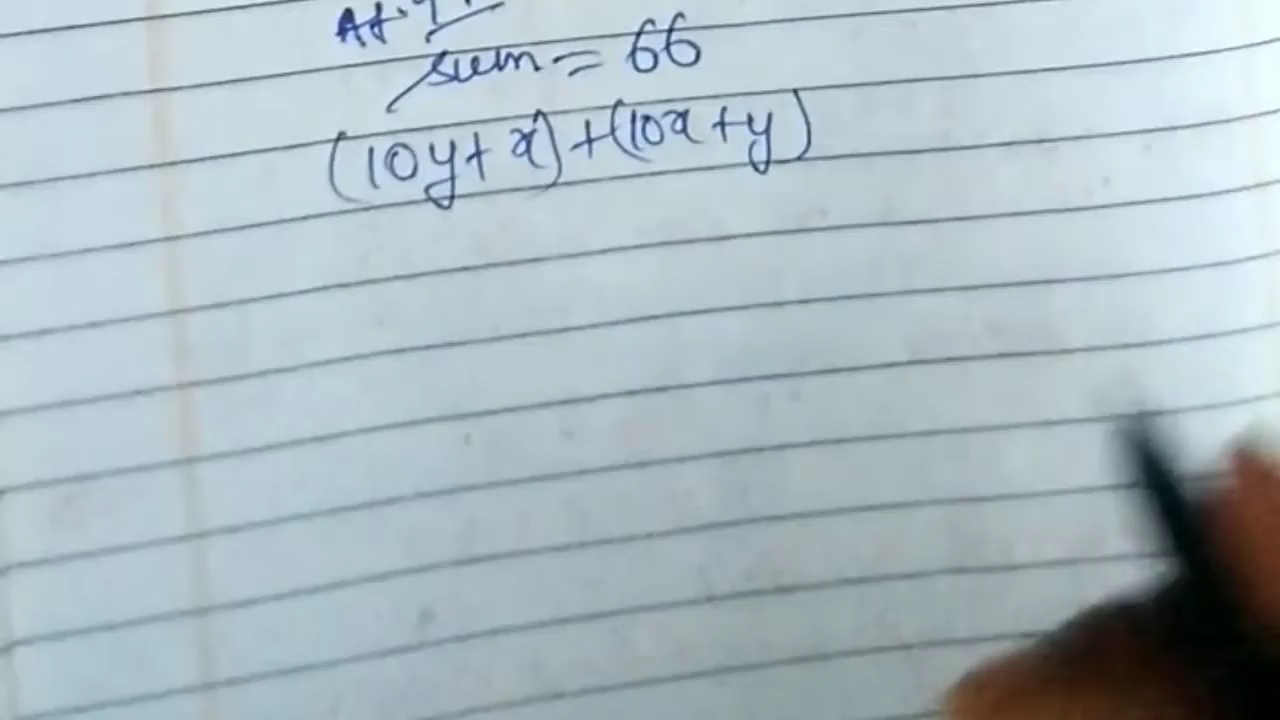 sum = 66
(10y + x) + (10x + y)